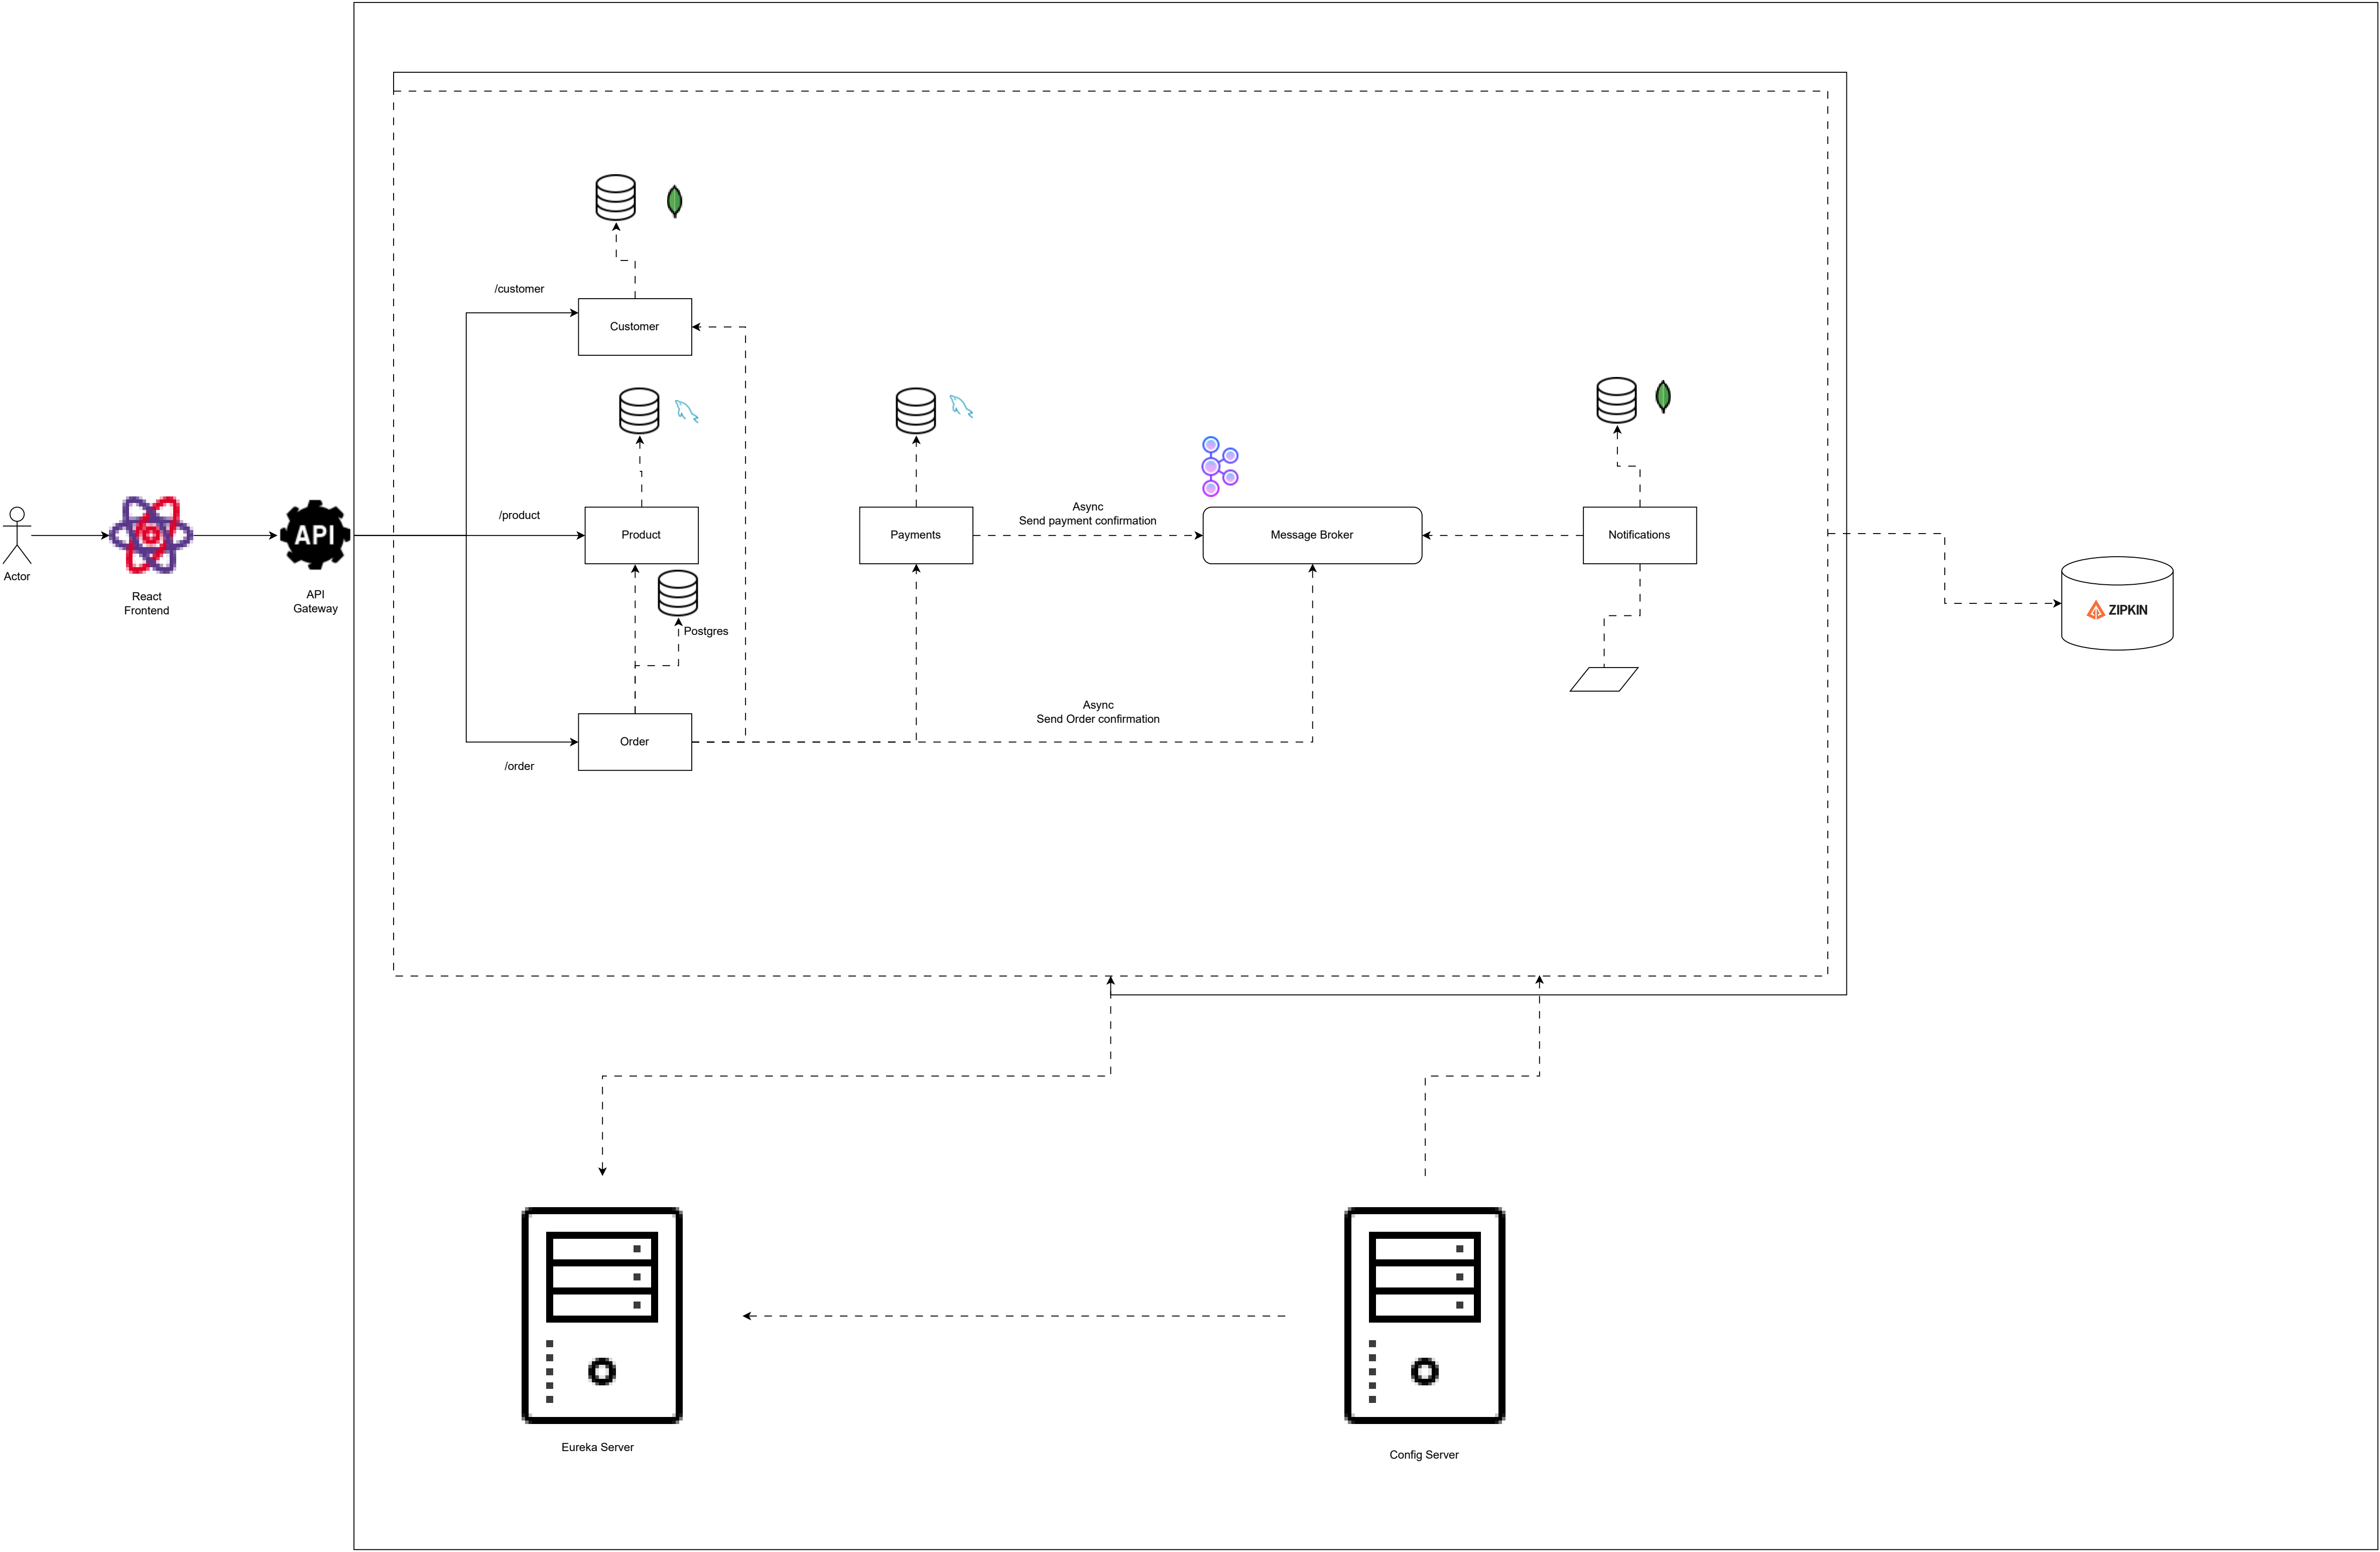 /customer
Customer
Async
Send payment confirmation
/product
Product
Payments
Message Broker
Notifications
API
Actor
React
Frontend
API
Gateway
ZIPKIN
Postgres
Async
Send Order confirmation
Order
/order
Eureka Server
Config Server